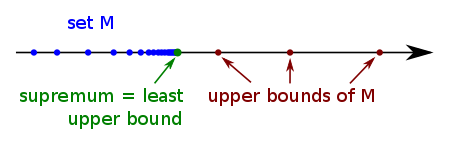 set M
supremum = least
upper bound
upper bounds of M